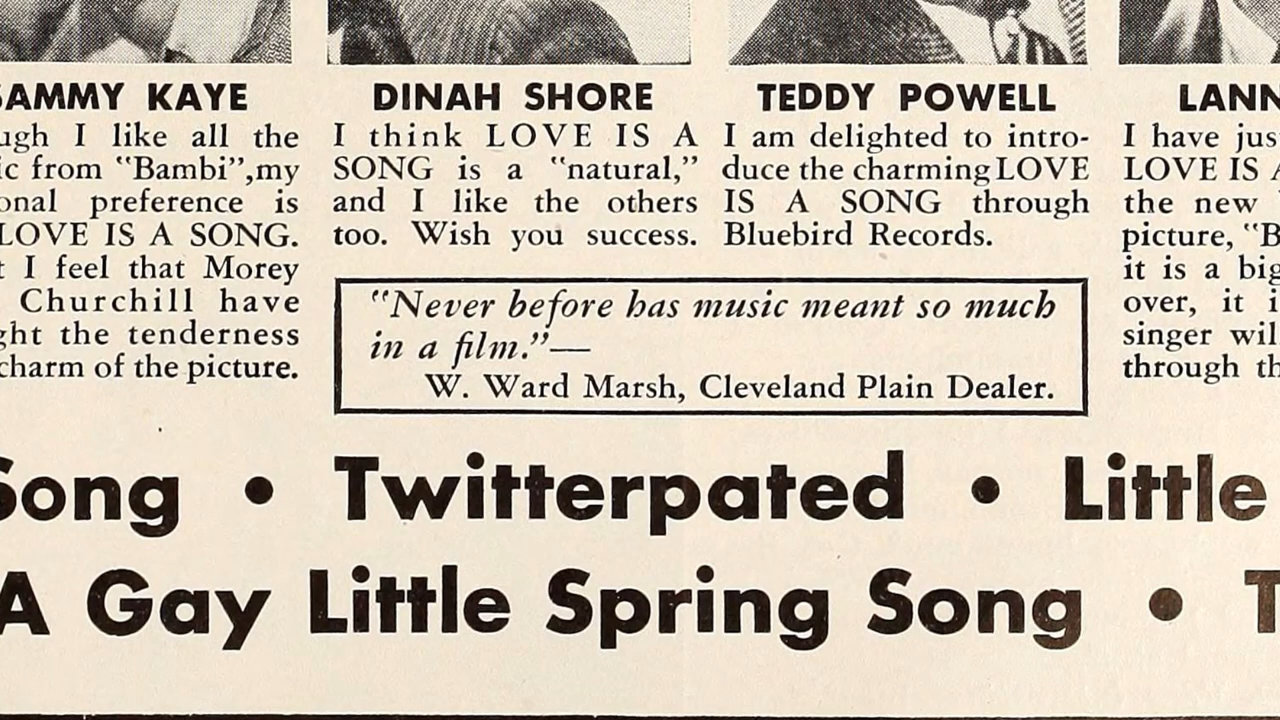 SAMMY KAYE
ugh I like all the
ic from "Bambi",my
onal preference is
LOVE IS A SONG.
t I feel that Morey
Churchill have
ght the tenderness
charm of the picture.
DINAH SHORE
I think LOVE IS A
SONG is a "natural,"
and I like the others
too. Wish you success.
TEDDY POWELL
I am delighted to intro-
duce the charming LOVE
IS A SONG through
Bluebird Records.
LANN
I have jus
LOVE IS A
the new
picture, "B
it is a big
over, it i
singer wil
through th
"Never before has music meant so much
in a film."—
W. Ward Marsh, Cleveland Plain Dealer.
Song • Twitterpated • Little
A Gay Little Spring Song • T